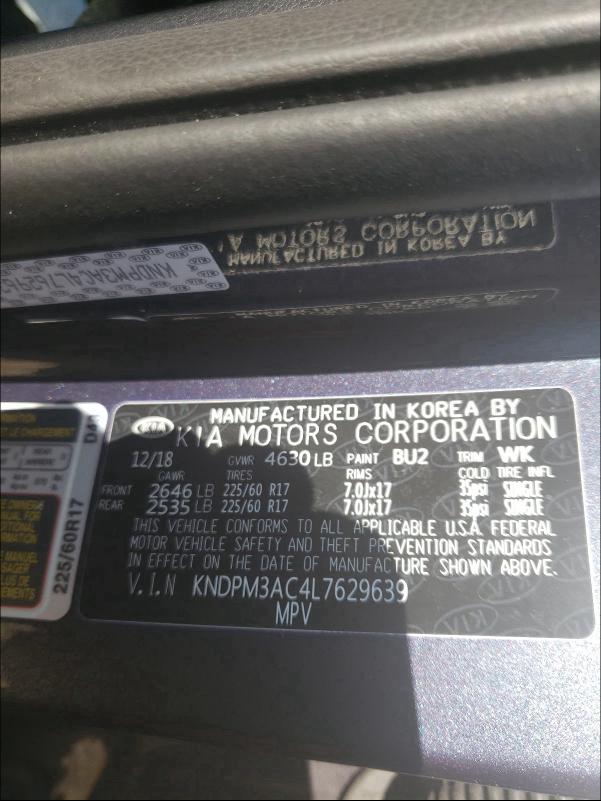 KIA MOTORS CORPORATION
MANUFACTURED IN KOREA BY
KNDPM3AC4L76296
MANUFACTURED IN KOREA BY
KIA
KIA MOTORS CORPORATION
12/18 GVWR 4630 LB PAINT BU2 TRIM WK
GAWR TIRES RIMS COLD TIRE INFL
FRONT 2646 LB 225/60 R17 7.0Jx17 35psi SINGLE
REAR 2535 LB 225/60 R17 7.0Jx17 35psi SINGLE
THIS VEHICLE CONFORMS TO ALL APPLICABLE U.S.A. FEDERAL
MOTOR VEHICLE SAFETY AND THEFT PREVENTION STANDARDS
IN EFFECT ON THE DATE OF MANUFACTURE SHOWN ABOVE.
V.I.N KNDPM3AC4L7629639
MPV
225/60R17